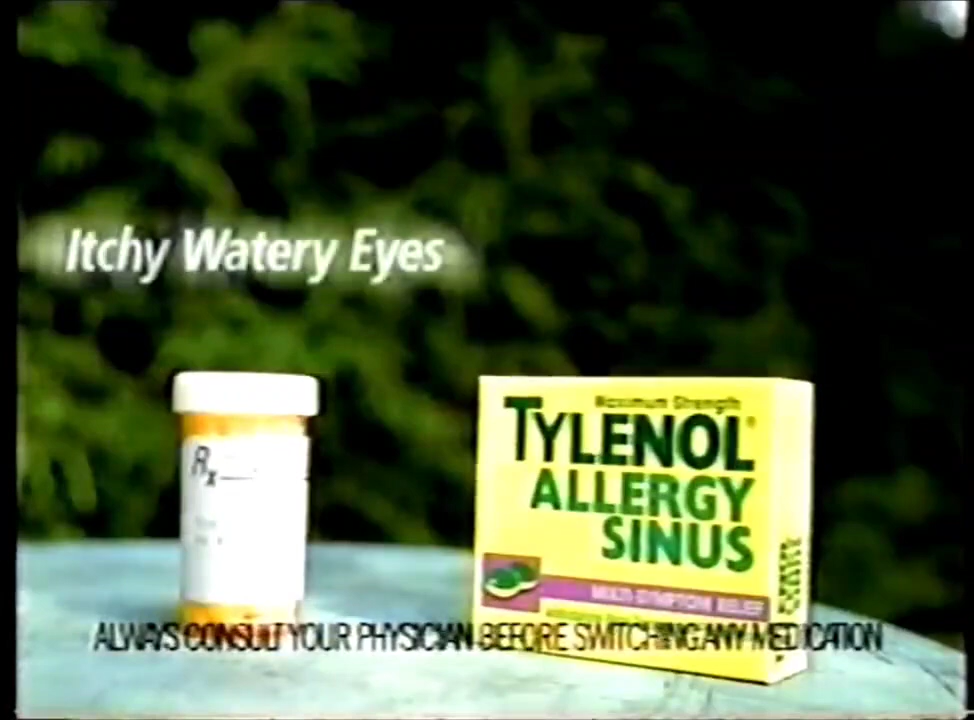 Itchy Watery Eyes
Rx
Maximum Strength
TYLENOL®
ALLERGY
SINUS
MULTI-SYMPTOM RELIEF
ALWAYS CONSULT YOUR PHYSICIAN BEFORE SWITCHING ANY MEDICATION